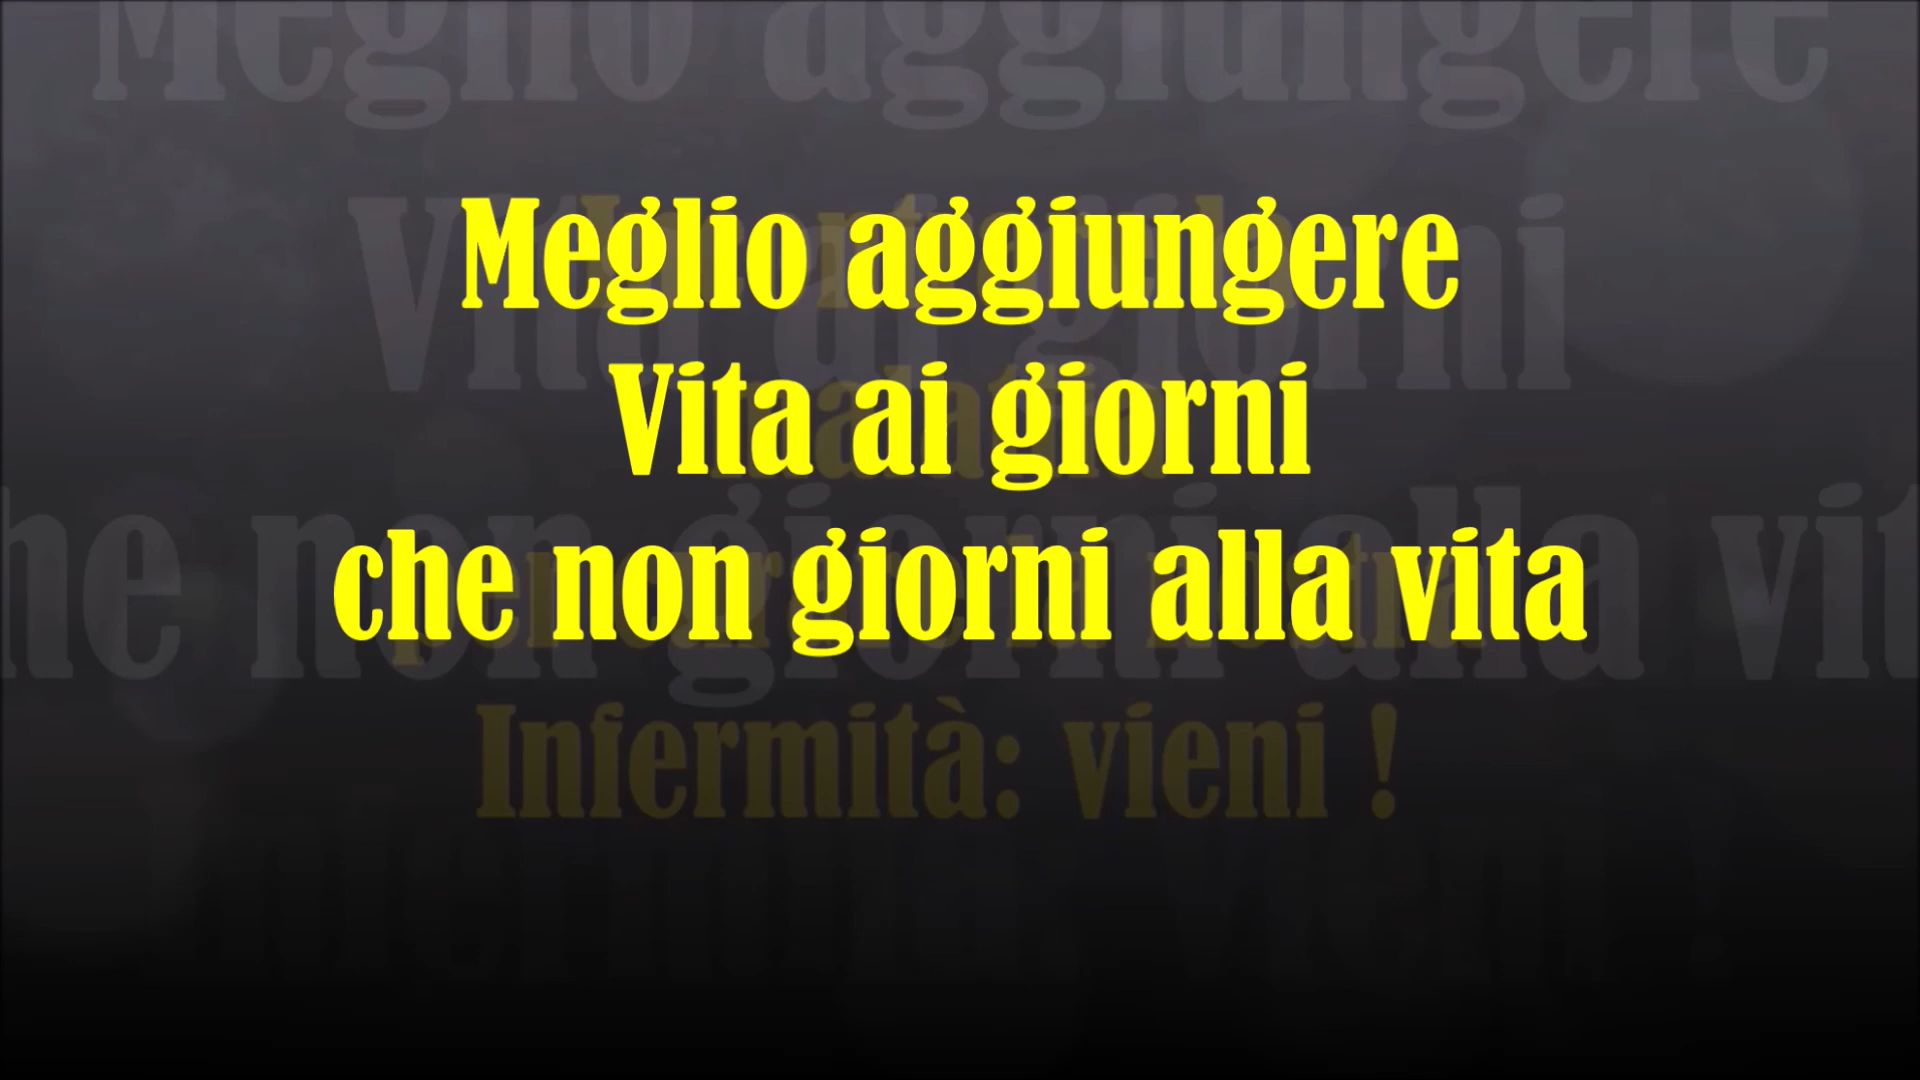 Meglio aggiungere
Vita ai giorni
che non giorni alla vita
Infermità: vieni !